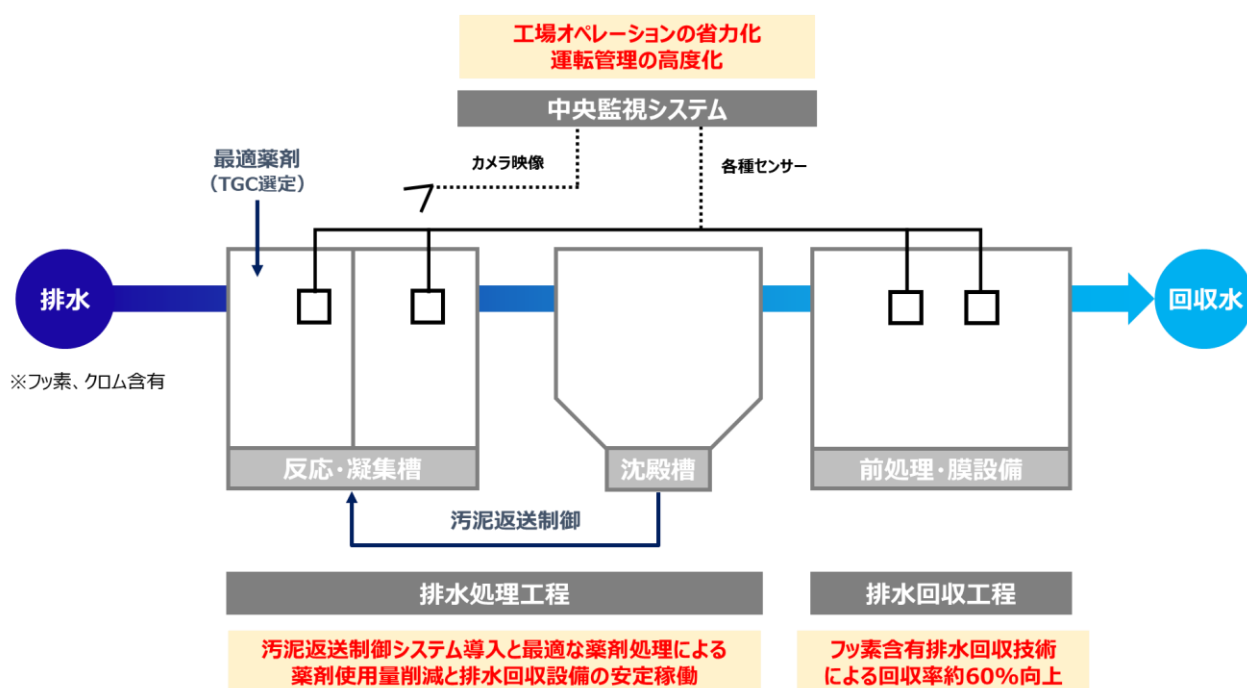 工場オペレーションの省力化
運転管理の高度化
中央監視システム
カメラ映像
各種センサー
最適薬剤
（TGC選定）
排水
回収水
※フッ素、クロム含有
反応・凝集槽
沈殿槽
前処理・膜設備
汚泥返送制御
排水処理工程
排水回収工程
汚泥返送制御システム導入と最適な薬剤処理による
薬剤使用量削減と排水回収設備の安定稼働
フッ素含有排水回収技術
による回収率約60%向上